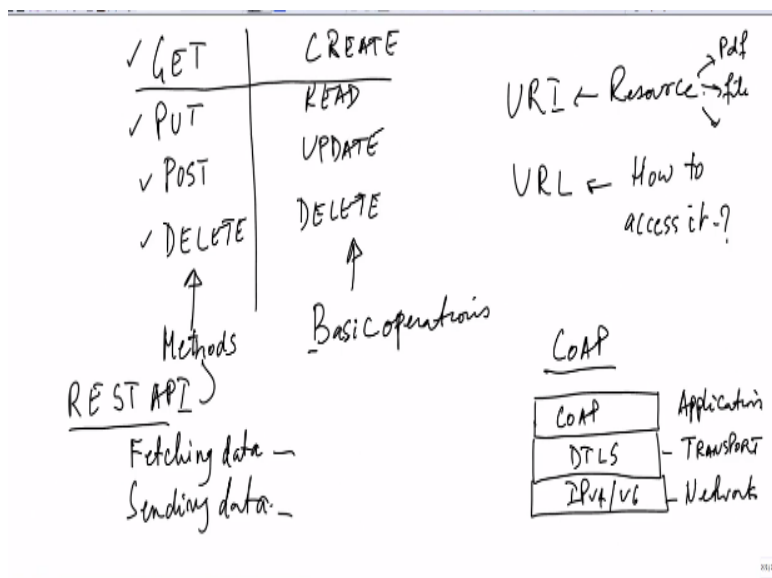 ✓ GET
✓ PUT
✓ POST
✓ DELETE
Methods
CREATE
READ
UPDATE
DELETE
Basic operations
REST API
Fetching data –
Sending data –
URI ← Resource → Pdf
→ file
URL ← How to
access it -?
CoAP
CoAP Application
DTLS – TRANSPORT
IPv4/v6 – Network